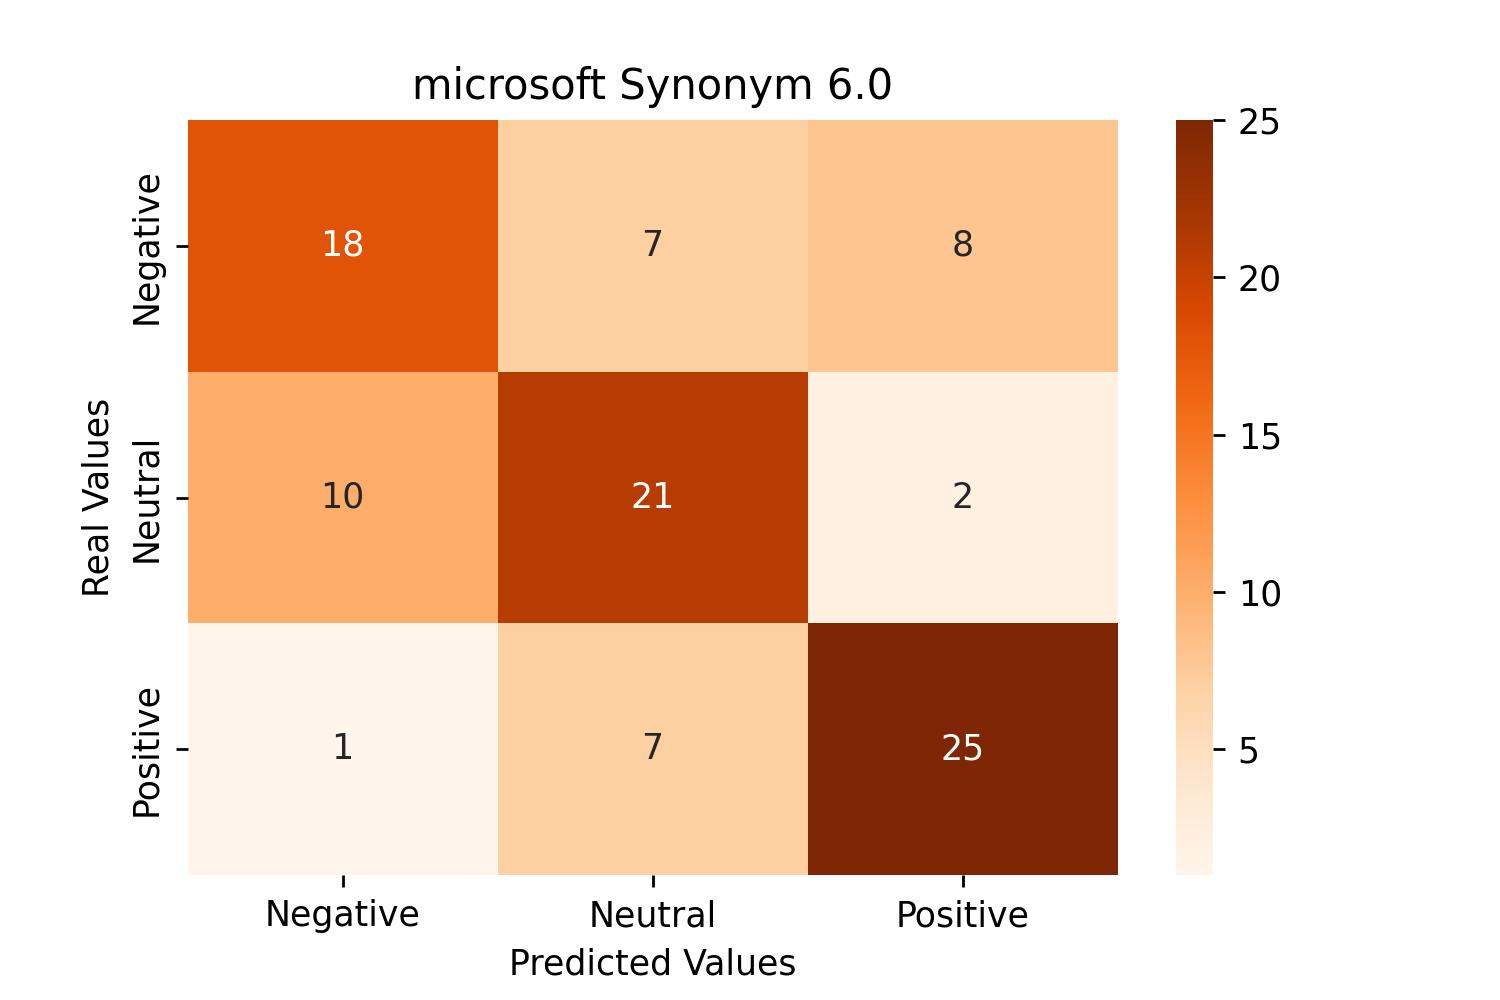 microsoft Synonym 6.0
Real Values
Negative
18 7 8
Neutral
10 21 2
Positive
1 7 25
Negative Neutral Positive
Predicted Values
25
20
15
10
5